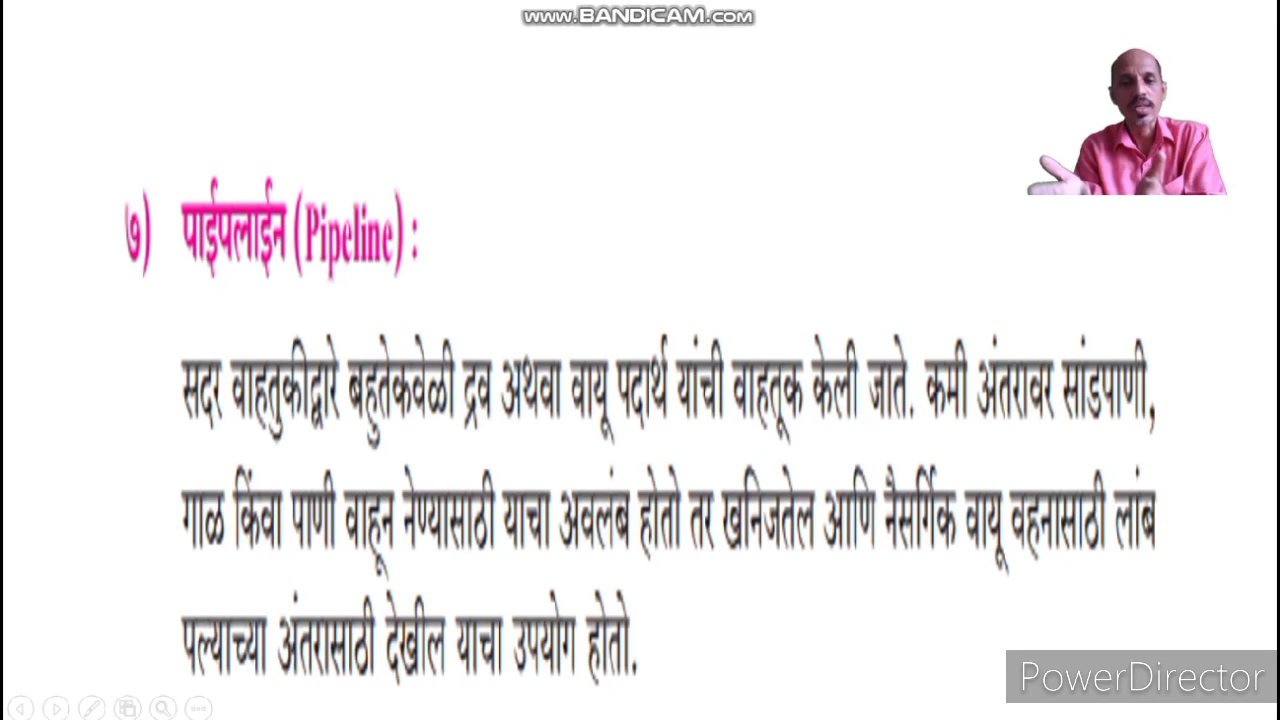 www.BANDICAM.com
७) पाईपलाईन (Pipeline) :
सदर वाहतुकीद्वारे बहुतेकवेळी द्रव अथवा वायू पदार्थ यांची वाहतूक केली जाते. कमी अंतरावर सांडपाणी,
गाळ किंवा पाणी वाहून नेण्यासाठी याचा अवलंब होतो तर खनिजतेल आणि नैसर्गिक वायू वहनासाठी लांब
पल्याच्या अंतरासाठी देखील याचा उपयोग होतो.
PowerDirector